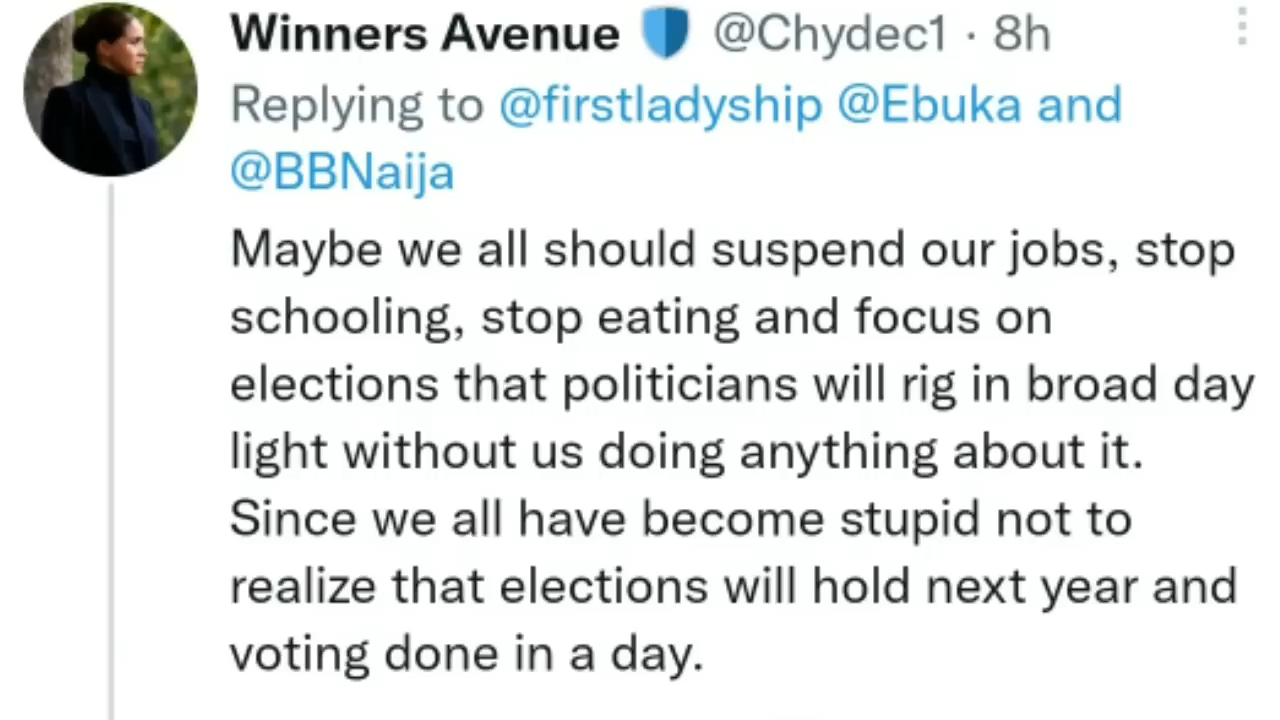 Winners Avenue @Chydec1 · 8h
Replying to @firstladyship @Ebuka and
@BBNaija
Maybe we all should suspend our jobs, stop
schooling, stop eating and focus on
elections that politicians will rig in broad day
light without us doing anything about it.
Since we all have become stupid not to
realize that elections will hold next year and
voting done in a day.